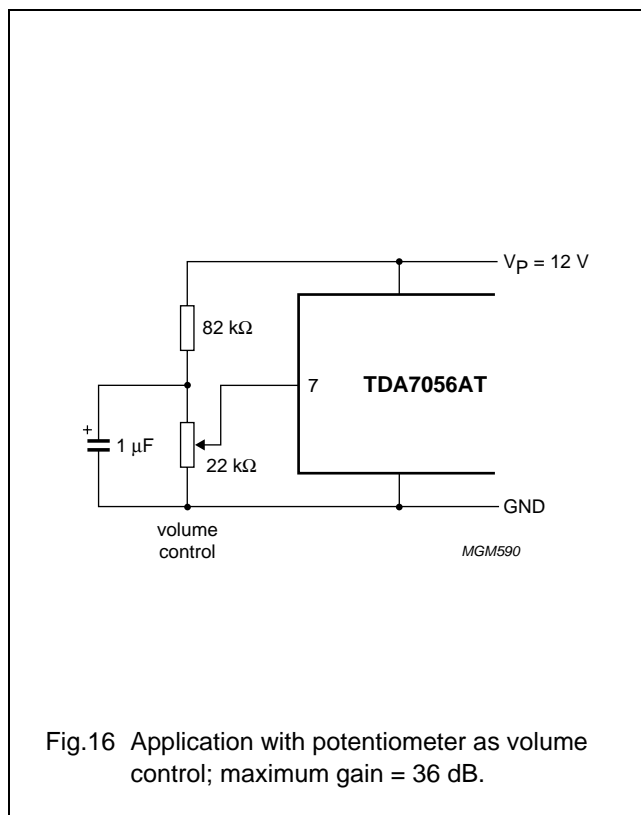 V_P = 12 V
82 kΩ
7
TDA7056AT
+
1 μF
22 kΩ
GND
volume
control
MGM590
Fig.16 Application with potentiometer as volume
control; maximum gain = 36 dB.